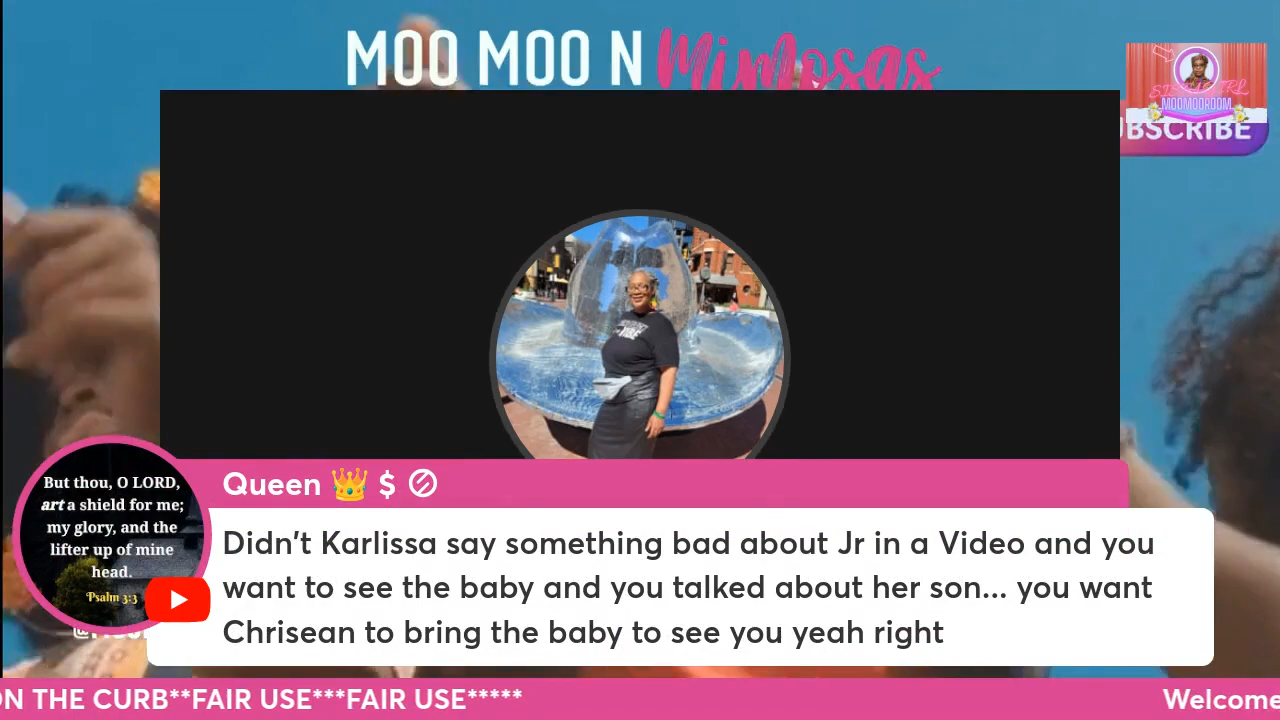 MOO MOO N Mimosas
MOOMOOROOM
UBSCRIBE
Queen 👑 $
Didn't Karlissa say something bad about Jr in a Video and you
want to see the baby and you talked about her son... you want
Chrisean to bring the baby to see you yeah right
But thou, O LORD,
art a shield for me;
my glory, and the
lifter up of mine
head.
Psalm 3:3
ON THE CURB**FAIR USE***FAIR USE*****
Welcome